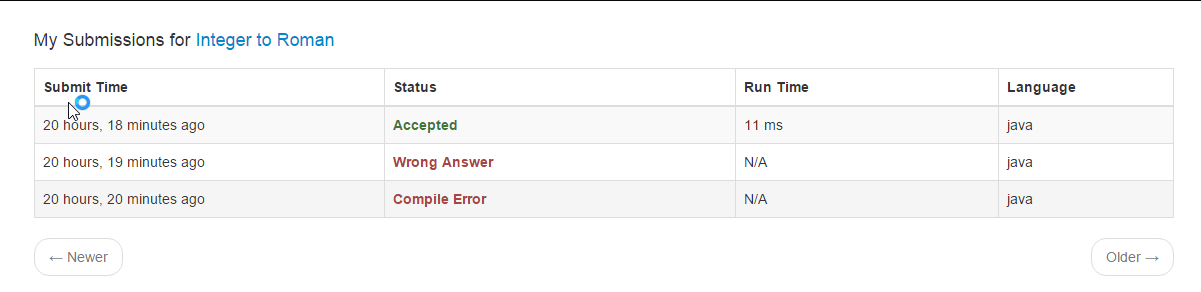 My Submissions for Integer to Roman
Submit Time Status Run Time Language
20 hours, 18 minutes ago Accepted 11 ms java
20 hours, 19 minutes ago Wrong Answer N/A java
20 hours, 20 minutes ago Compile Error N/A java
← Newer Older →